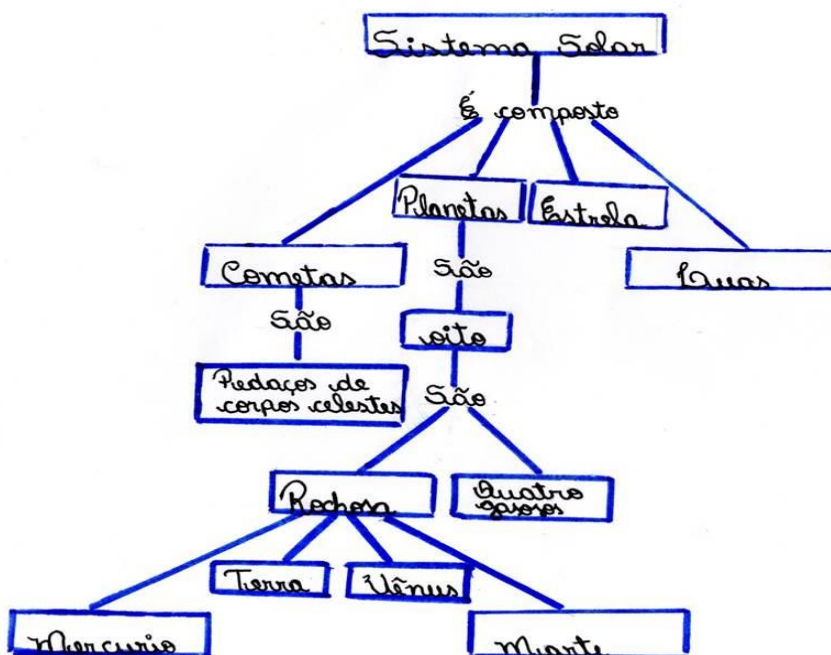 Sistema Solar
É composto
Planetas
Estrela
Cometas
São
Luas
São
oito
Pedaços de
corpos celestes
São
Rochosa
Quatro
gasosos
Terra
Vênus
Mercurio
Marte